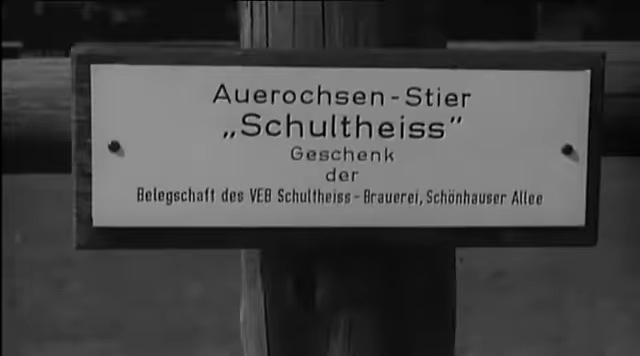 Auerochsen-Stier
„Schultheiss”
Geschenk
der
Belegschaft des VEB Schultheiss-Brauerei, Schönhauser Allee